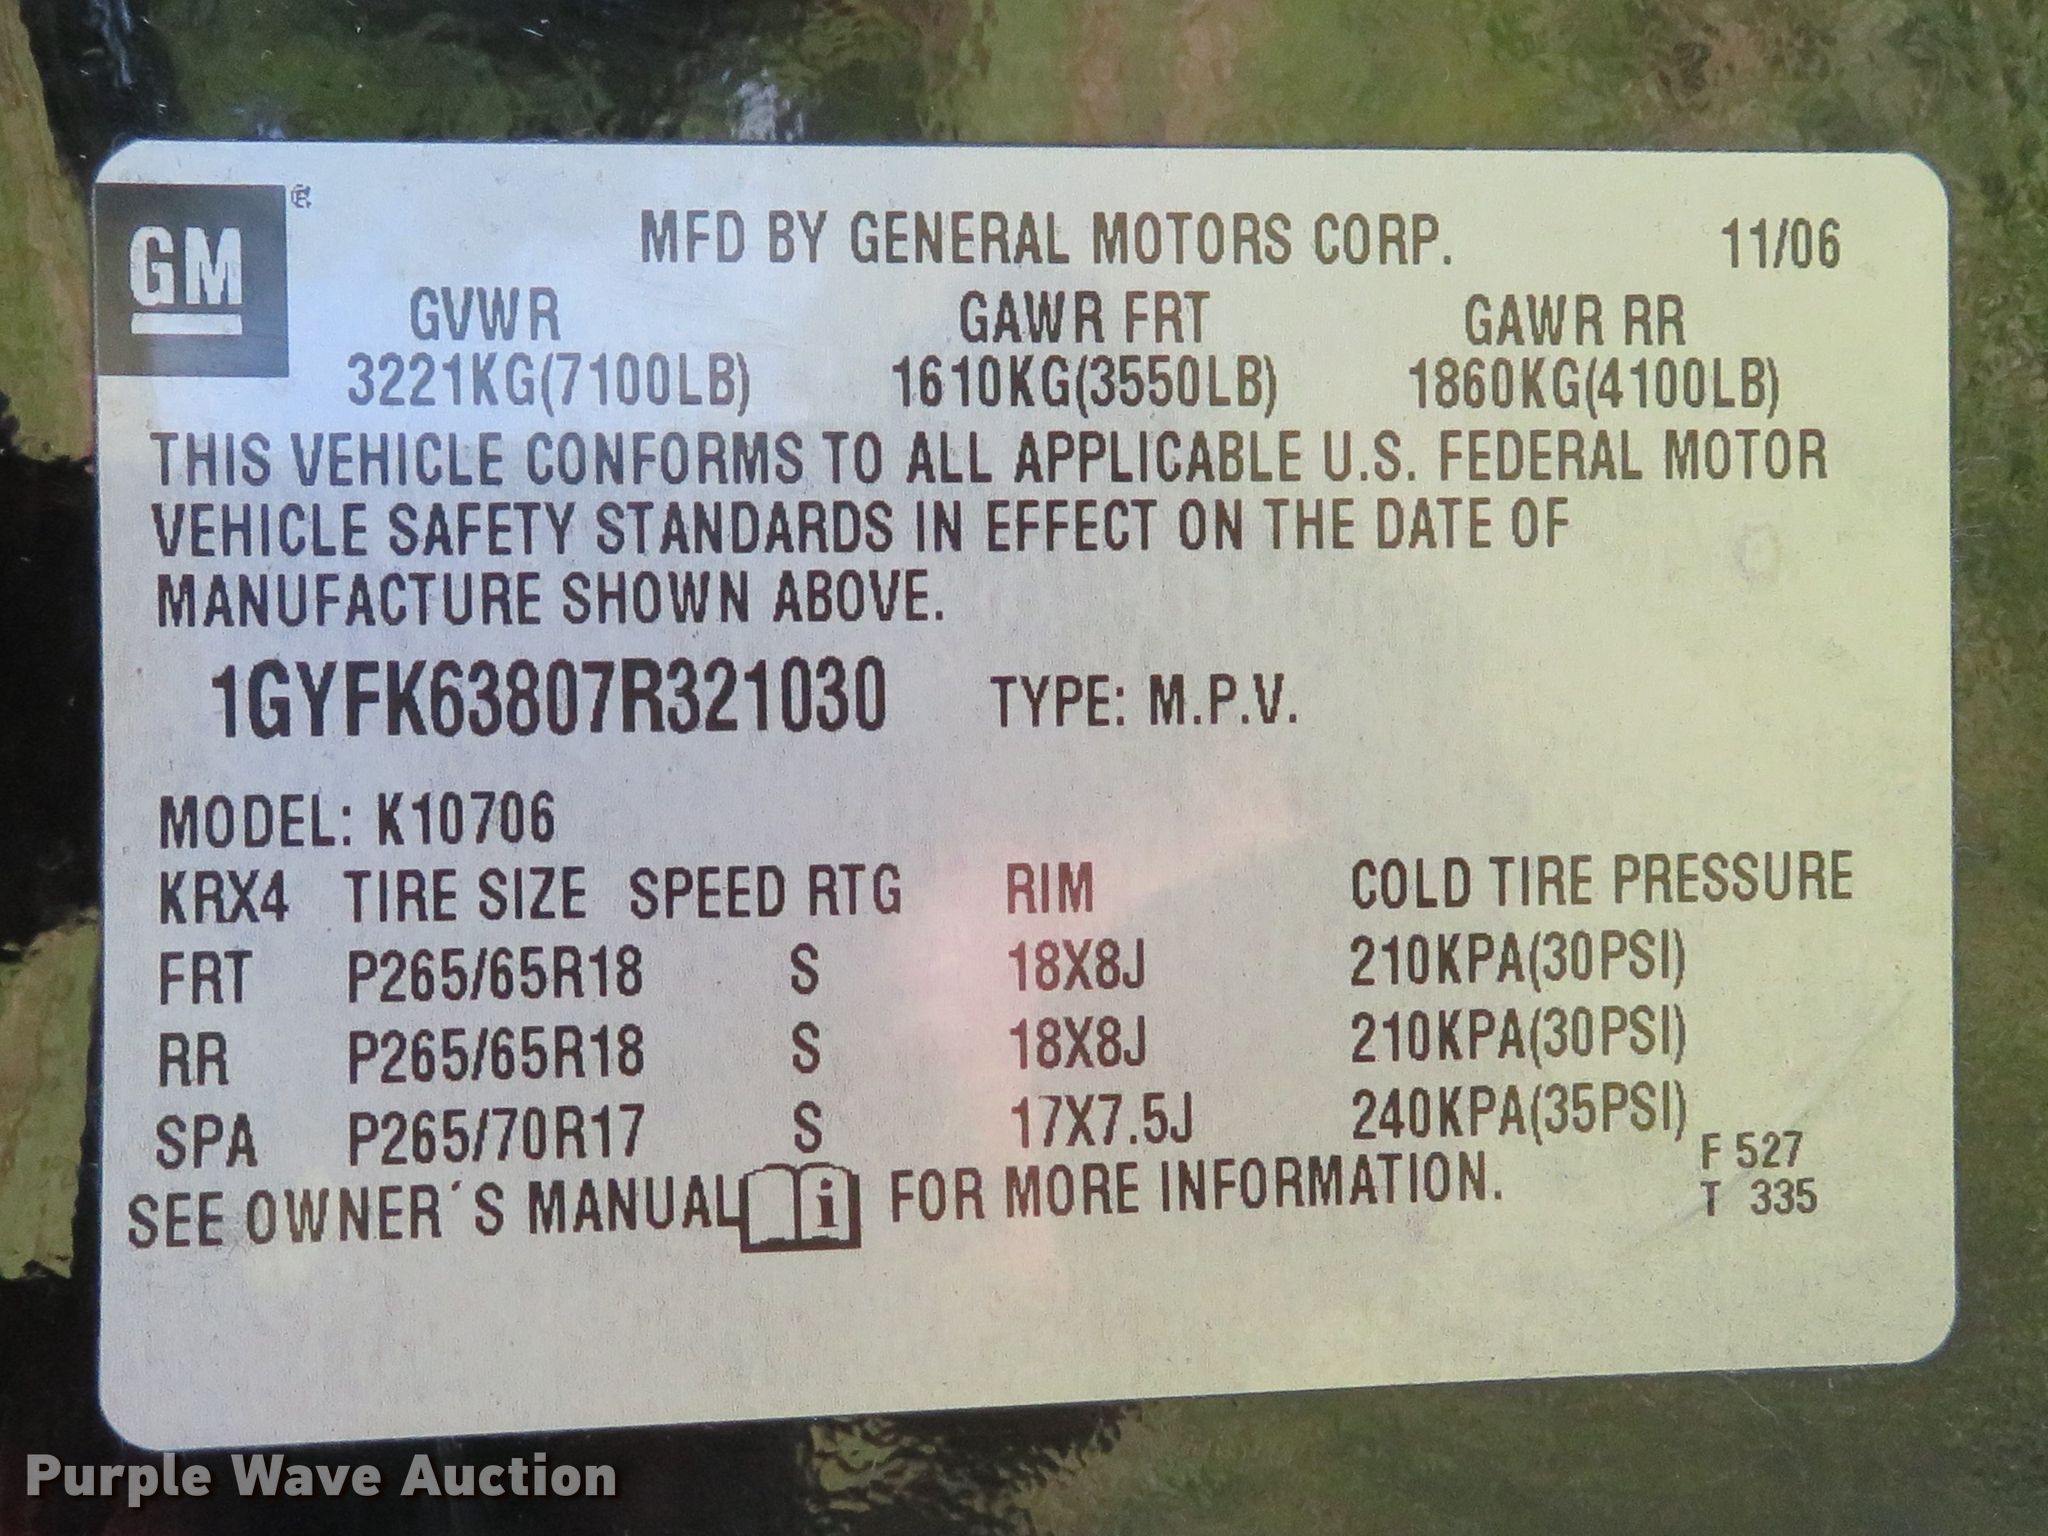 GM
MFD BY GENERAL MOTORS CORP. 11/06
GVWR GAWR FRT GAWR RR
3221KG(7100LB) 1610KG(3550LB) 1860KG(4100LB)
THIS VEHICLE CONFORMS TO ALL APPLICABLE U.S. FEDERAL MOTOR
VEHICLE SAFETY STANDARDS IN EFFECT ON THE DATE OF
MANUFACTURE SHOWN ABOVE.
1GYFK63807R321030 TYPE: M.P.V.
MODEL: K10706
KRX4 TIRE SIZE SPEED RTG RIM COLD TIRE PRESSURE
FRT P265/65R18 S 18X8J 210KPA(30PSI)
RR P265/65R18 S 18X8J 210KPA(30PSI)
SPA P265/70R17 S 17X7.5J 240KPA(35PSI)
SEE OWNER´S MANUAL i FOR MORE INFORMATION.
F 527
T 335
Purple Wave Auction